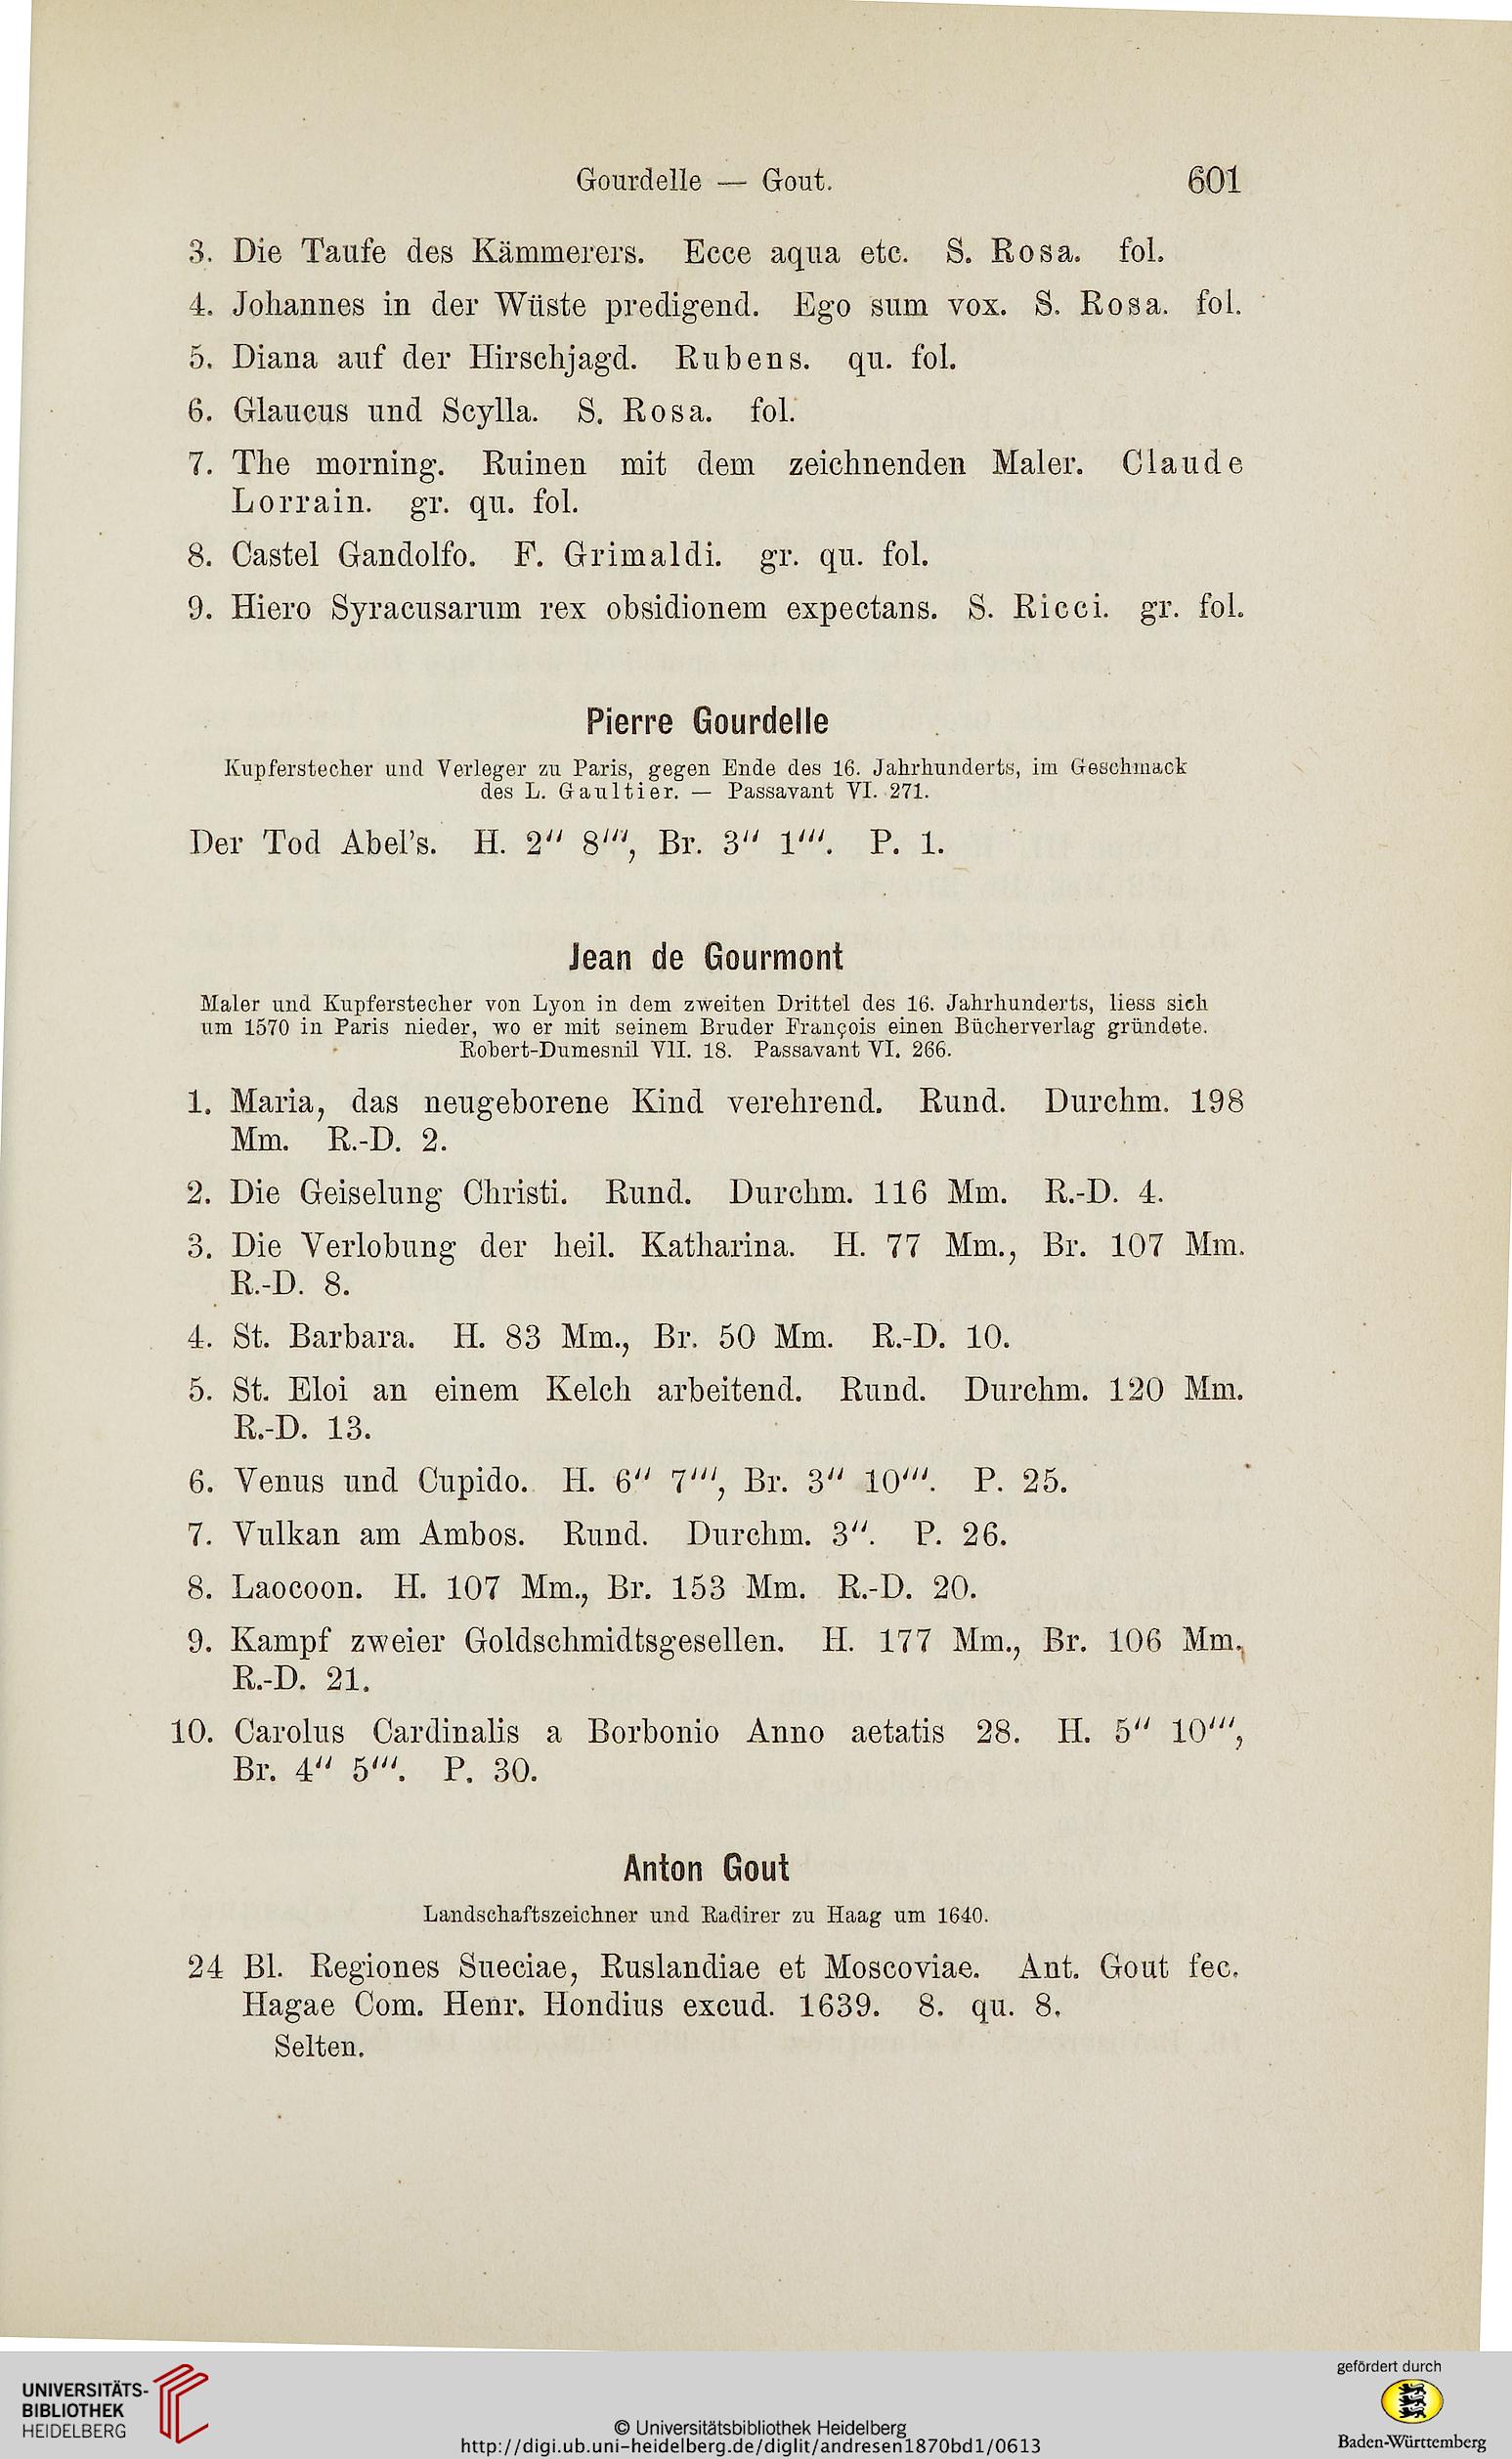 Gourdelle — Gout. 601
3. Die Taufe des Kämmerers. Ecce aqua etc. S. Rosa. fol.
4. Johannes in der Wüste predigend. Ego sum vox. S. Rosa. fol.
5. Diana auf der Hirschjagd. Rubens. qu. fol.
6. Glaucus und Scylla. S. Rosa. fol.
7. The morning. Ruinen mit dem zeichnenden Maler. Claude
Lorrain. gr. qu. fol.
8. Castel Gandolfo. F. Grimaldi. gr. qu. fol.
9. Hiero Syracusarum rex obsidionem expectans. S. Ricci. gr. fol.
Pierre Gourdelle
Kupferstecher und Verleger zu Paris, gegen Ende des 16. Jahrhunderts, im Geschmack
des L. Gaultier. — Passavant VI. 271.
Der Tod Abel's. H. 2″ 8‴, Br. 3″ 1‴. P. 1.
Jean de Gourmont
Maler und Kupferstecher von Lyon in dem zweiten Drittel des 16. Jahrhunderts, liess sich
um 1570 in Paris nieder, wo er mit seinem Bruder François einen Bücherverlag gründete.
Robert-Dumesnil VII. 18. Passavant VI. 266.
1. Maria, das neugeborene Kind verehrend. Rund. Durchm. 198
Mm. R.-D. 2.
2. Die Geiselung Christi. Rund. Durchm. 116 Mm. R.-D. 4.
3. Die Verlobung der heil. Katharina. H. 77 Mm., Br. 107 Mm.
R.-D. 8.
4. St. Barbara. H. 83 Mm., Br. 50 Mm. R.-D. 10.
5. St. Eloi an einem Kelch arbeitend. Rund. Durchm. 120 Mm.
R.-D. 13.
6. Venus und Cupido. H. 6″ 7‴, Br. 3″ 10‴. P. 25.
7. Vulkan am Ambos. Rund. Durchm. 3″. P. 26.
8. Laocoon. H. 107 Mm., Br. 153 Mm. R.-D. 20.
9. Kampf zweier Goldschmidtsgesellen. H. 177 Mm., Br. 106 Mm.
R.-D. 21.
10. Carolus Cardinalis a Borbonio Anno aetatis 28. H. 5″ 10‴,
Br. 4″ 5‴. P. 30.
Anton Gout
Landschaftszeichner und Radirer zu Haag um 1640.
24 Bl. Regiones Sueciae, Ruslandiae et Moscoviae. Ant. Gout fec.
Hagae Com. Henr. Hondius excud. 1639. 8. qu. 8.
Selten.
UNIVERSITÄTS-
BIBLIOTHEK
HEIDELBERG
© Universitätsbibliothek Heidelberg
http://digi.ub.uni-heidelberg.de/diglit/andresen1870bd1/0613
gefördert durch
Baden-Württemberg